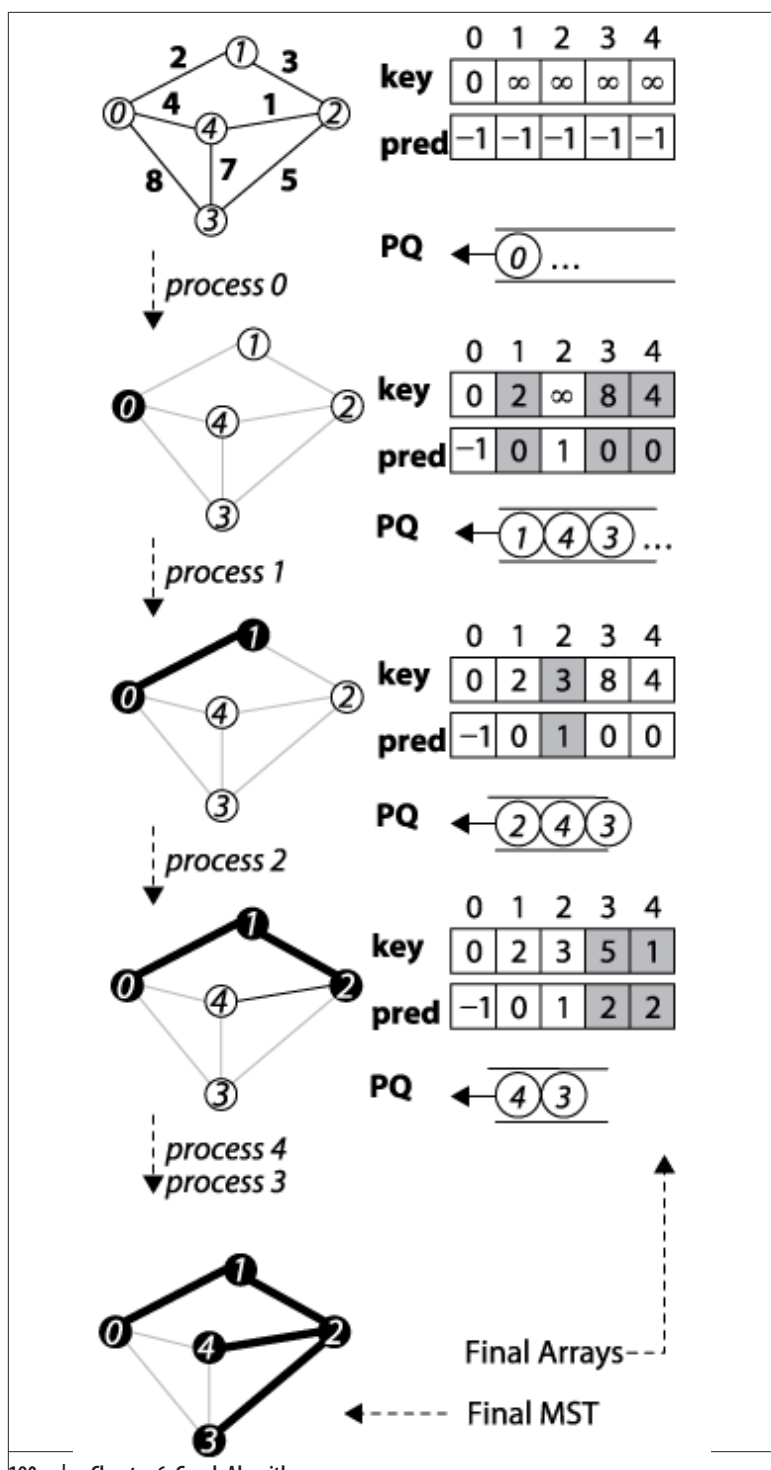 0 1 2 3 4
key 0 ∞ ∞ ∞ ∞
pred −1 −1 −1 −1 −1
2 1 3
0 4 4 1 2
8 7 5
3
PQ 0 ...
process 0
0 1 2 3 4
key 0 2 ∞ 8 4
pred −1 0 1 0 0
1
0 4 2
3
PQ 1 4 3 ...
process 1
0 1 2 3 4
key 0 2 3 8 4
pred −1 0 1 0 0
1
0 4 2
3
PQ 2 4 3
process 2
0 1 2 3 4
key 0 2 3 5 1
pred −1 0 1 2 2
1
0 4 2
3
PQ 4 3
process 4
process 3
1
0 4 2
3
Final Arrays
Final MST